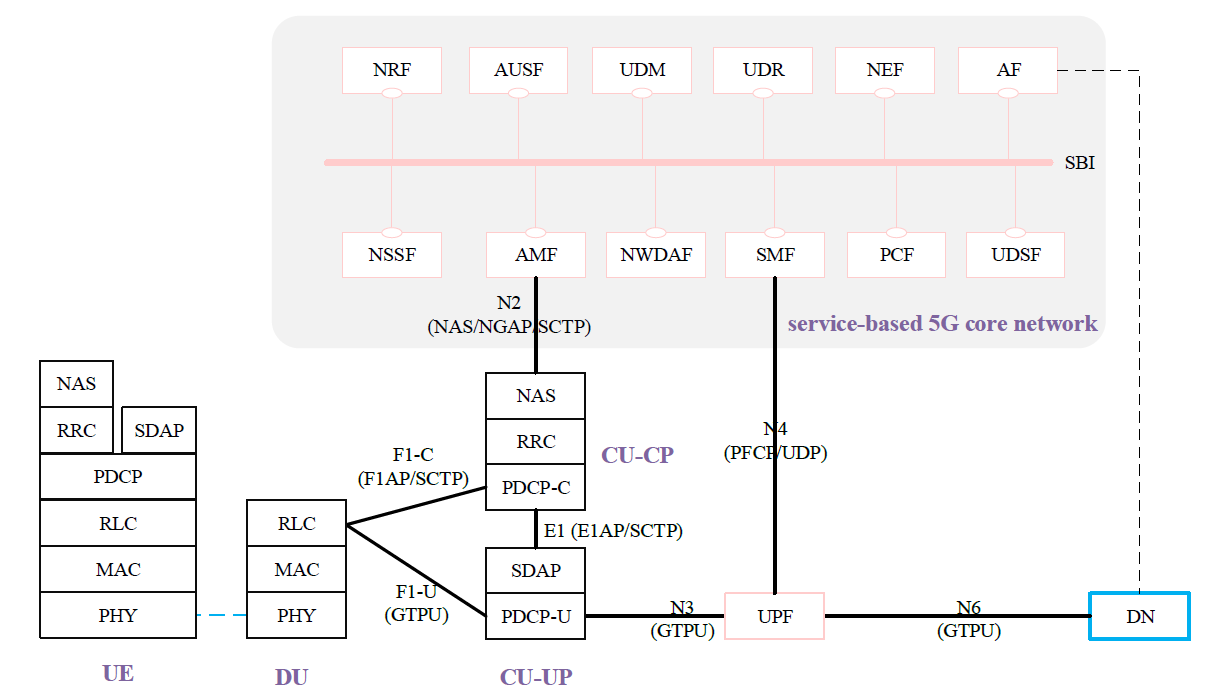 NRF
AUSF
UDM
UDR
NEF
AF
SBI
NSSF
AMF
NWDAF
SMF
PCF
UDSF
N2
(NAS/NGAP/SCTP)
service-based 5G core network
NAS
RRC
SDAP
PDCP
RLC
MAC
PHY
UE
RLC
MAC
PHY
DU
F1-C
(F1AP/SCTP)
F1-U
(GTPU)
NAS
RRC
PDCP-C
CU-CP
E1 (E1AP/SCTP)
SDAP
PDCP-U
CU-UP
N4
(PFCP/UDP)
N3
(GTPU)
UPF
N6
(GTPU)
DN